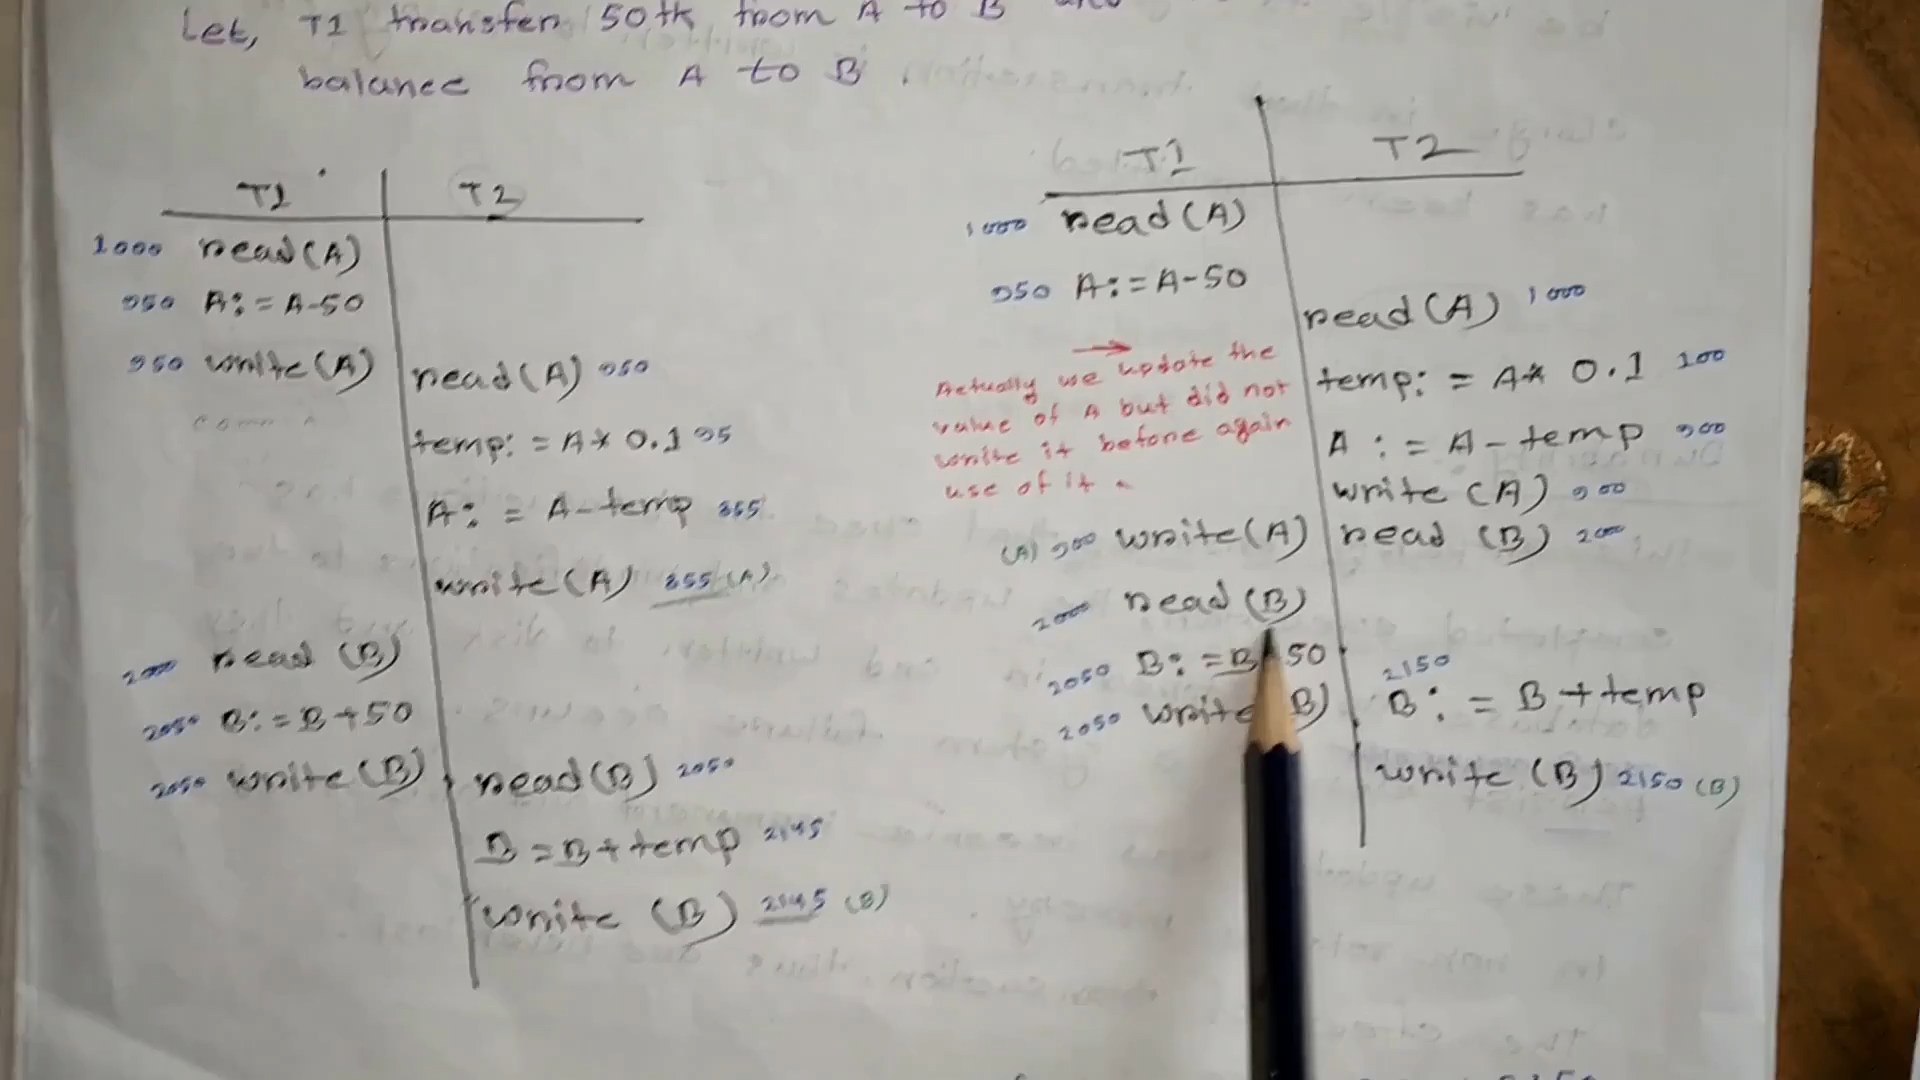 Let, T1 transfer 50tk from A to B
balance from A to B.
T1 T2
1000 read(A)
950 A:= A-50
950 write(A) read(A) 950
temp: = A* 0.1 95
A: = A-temp 855
write(A) 855 (A)
2000 read (B)
2050 B:= B+50
2050 write(B) read(B) 2050
B = B+temp 2145
write (B) 2145 (B)
T1 T2
1000 read(A)
950 A:= A-50
read(A) 1000
temp: = A* 0.1 100
A := A-temp 900
write (A) 900
Actually we update the
value of A but did not
write it before again
use of it.
(A) 900 write(A) read (B) 2000
2000 read (B)
2050 B: = B 50
2150
2050 write B) B: = B+temp
write (B) 2150 (B)